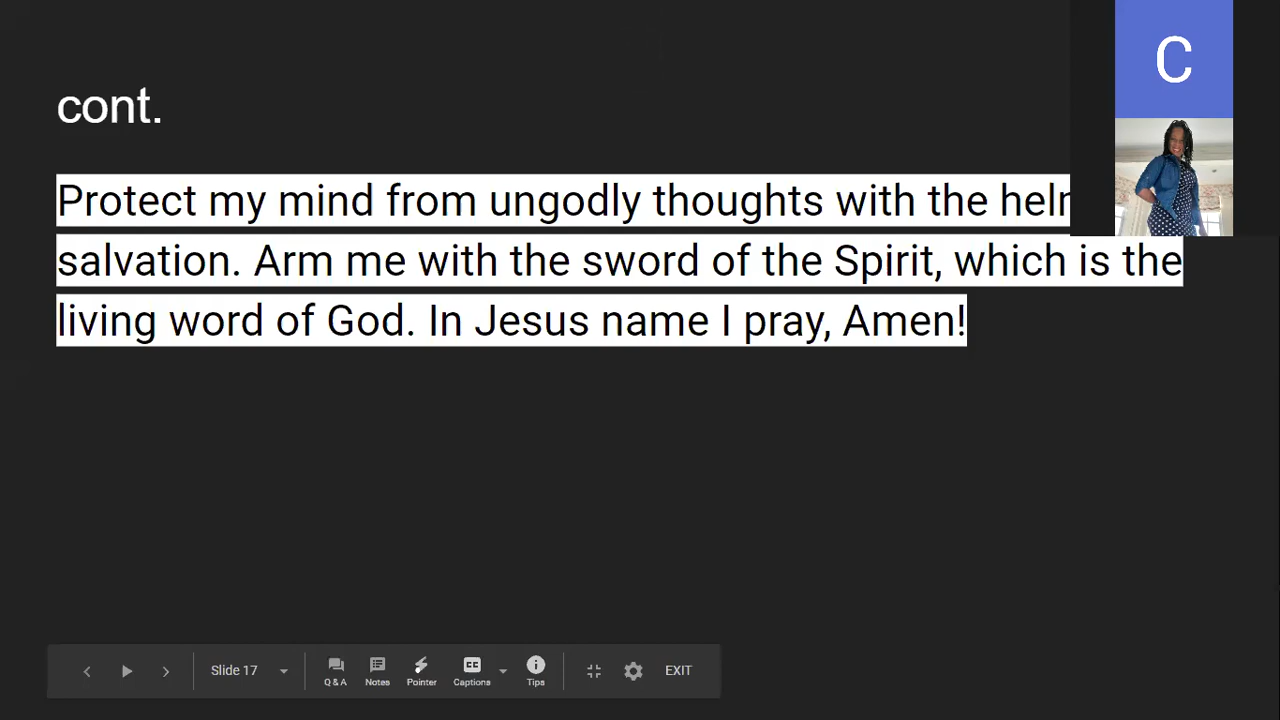 C
cont.
Protect my mind from ungodly thoughts with the
salvation. Arm me with the sword of the Spirit, which is the
living word of God. In Jesus name I pray, Amen!
Slide 17
Q & A
Notes
Pointer
Captions
CC
Tips
EXIT